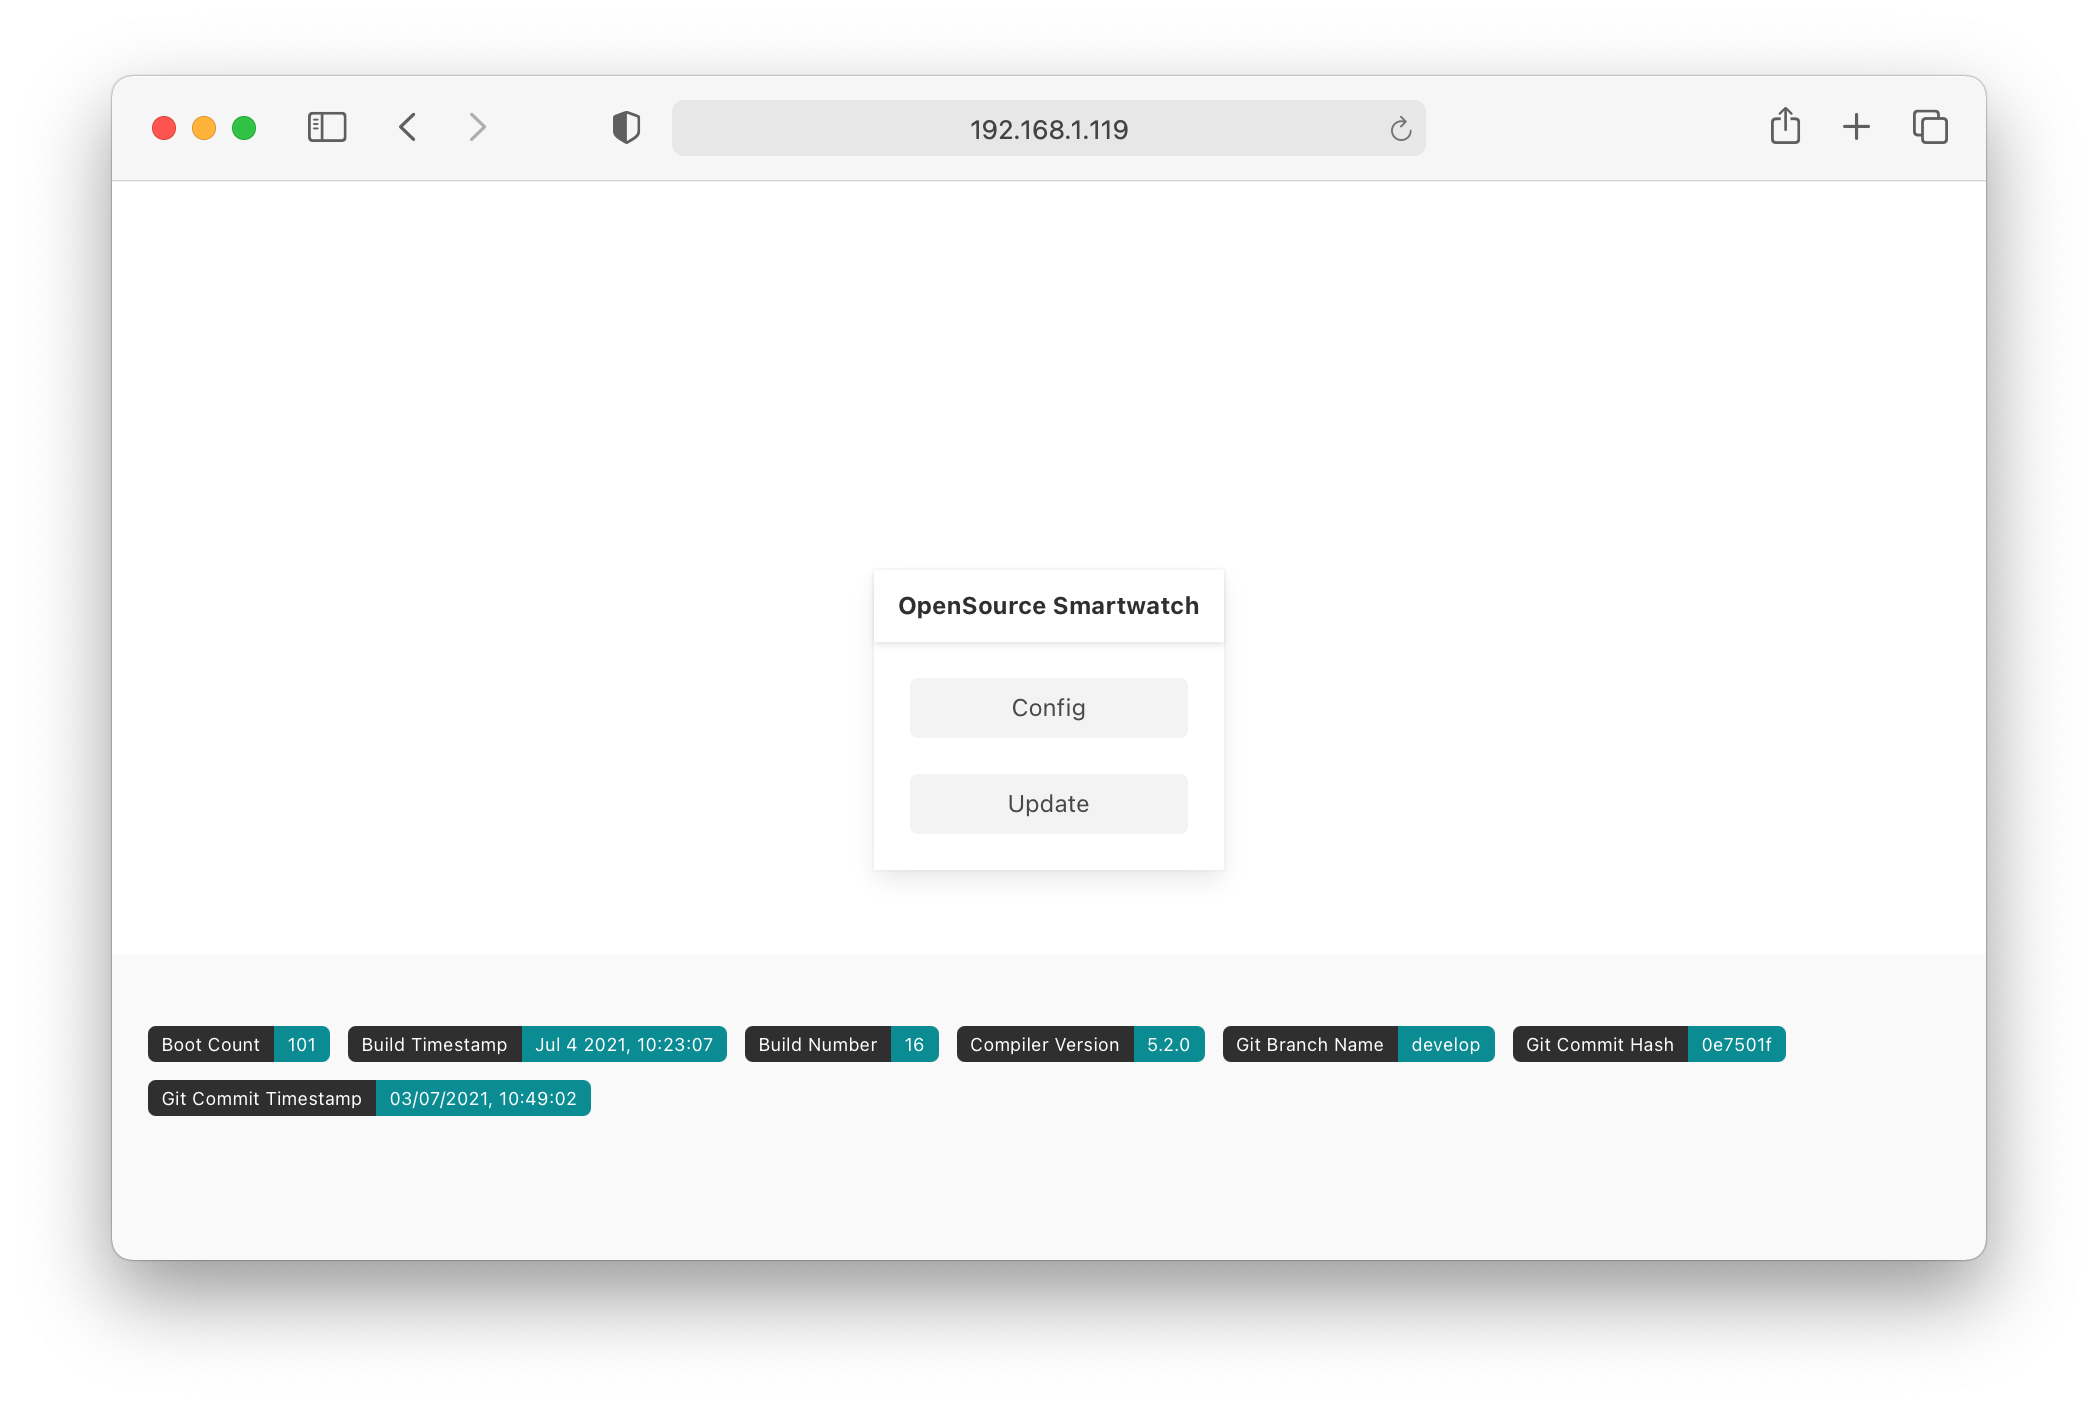 192.168.1.119
OpenSource Smartwatch
Config
Update
Boot Count 101 Build Timestamp Jul 4 2021, 10:23:07 Build Number 16 Compiler Version 5.2.0 Git Branch Name develop Git Commit Hash 0e7501f
Git Commit Timestamp 03/07/2021, 10:49:02